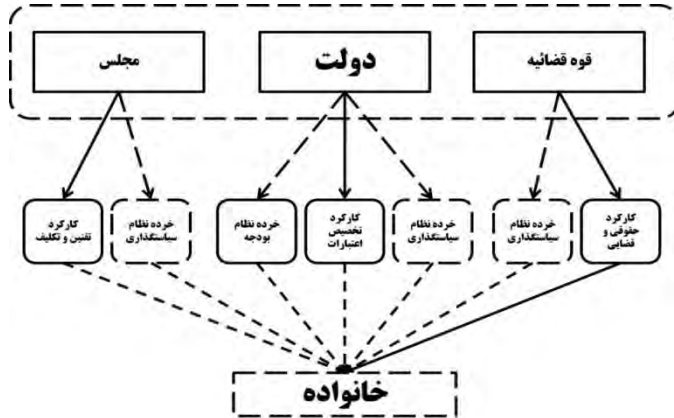 قوه قضائیه
دولت
مجلس
کارکرد
حقوقی و
قضایی
خرده نظام
سیاستگذاری
خرده نظام
سیاستگذاری
کارکرد
تخصیص
اعتبارات
خرده نظام
بودجه
خرده نظام
سیاستگذاری
کارکرد
تقنین و تکلیف
خانواده